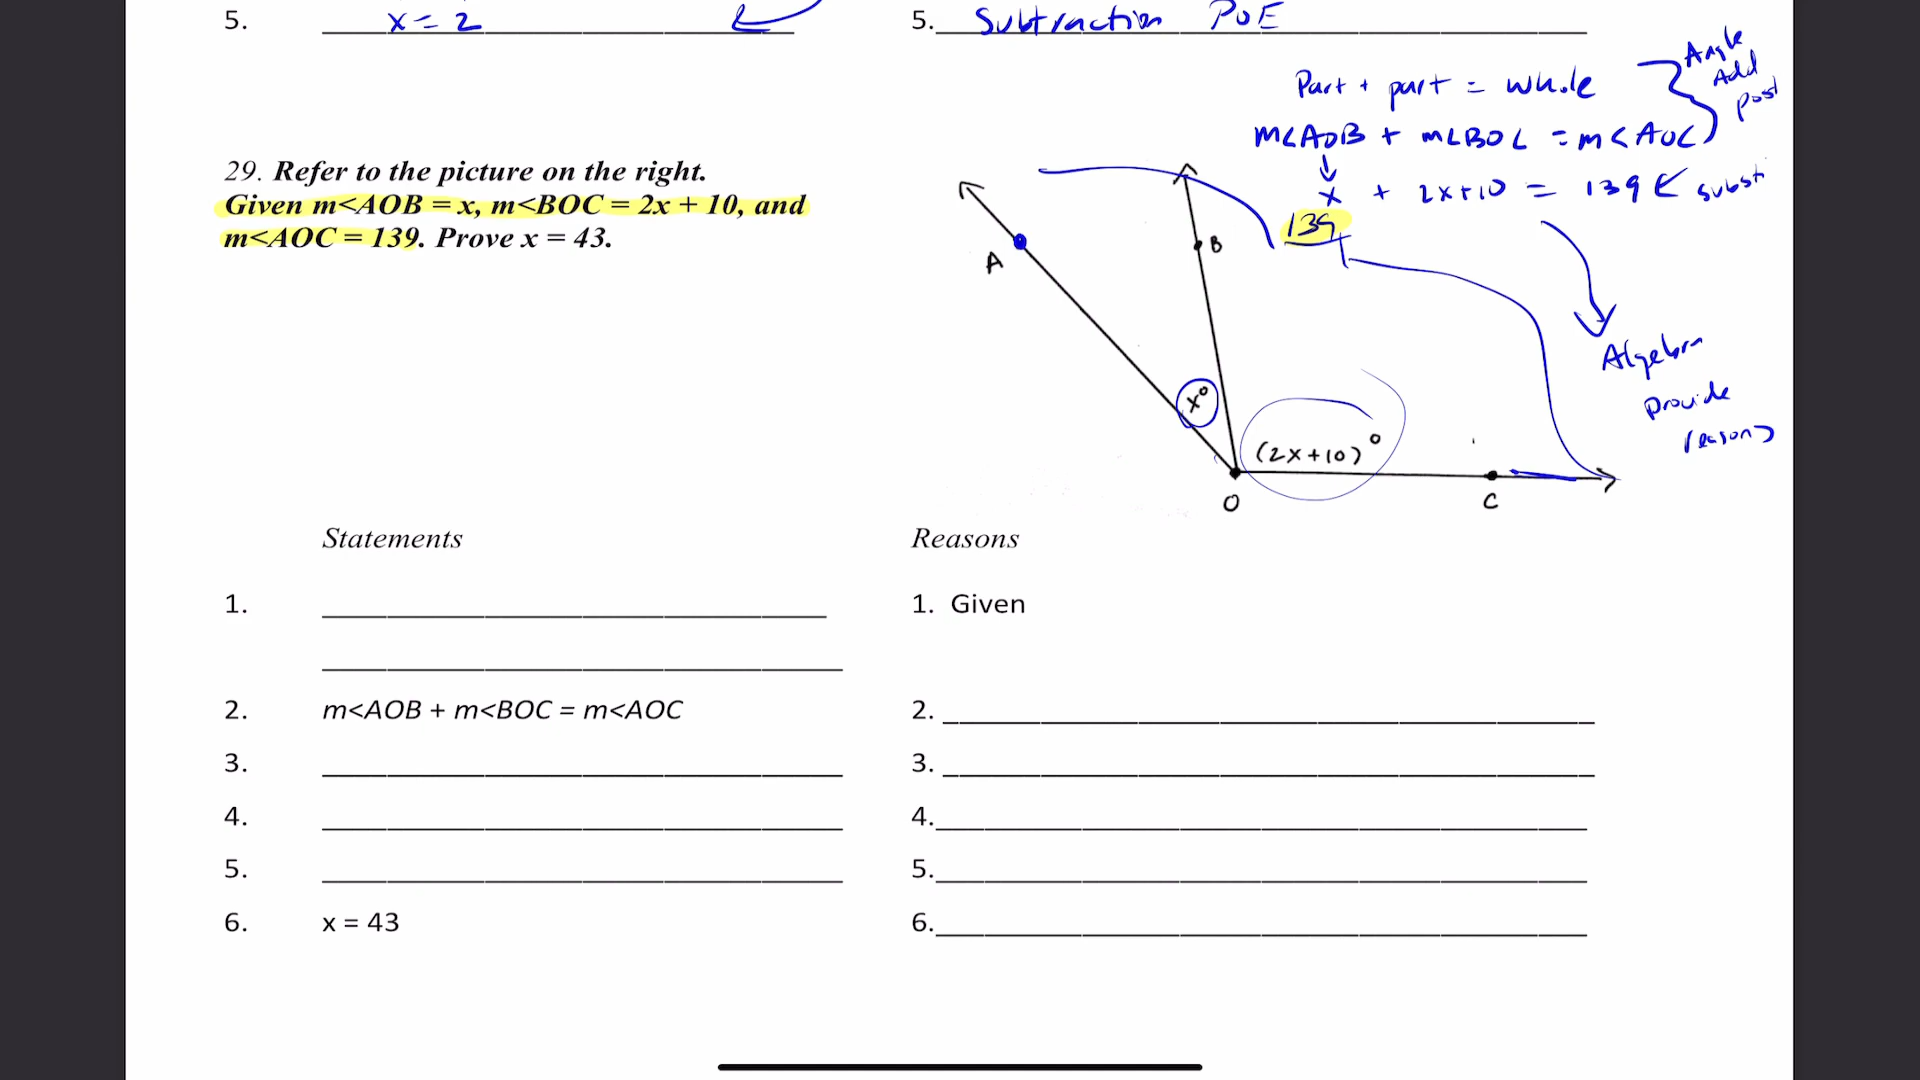 5. x = 2 5. Subtraction PoE
Part + part = whole
Angle
Add
post
m<AOB + m<BOC = m<AOC
x + 2x+10 = 139 ← subst
29. Refer to the picture on the right.
Given m<AOB = x, m<BOC = 2x + 10, and
m<AOC = 139. Prove x = 43.
139
A
B
Algebra
provide
reason
x°
(2x+10)°
O
C
Statements Reasons
1. 1. Given
2. m<AOB + m<BOC = m<AOC 2.
3. 3.
4. 4.
5. 5.
6. x = 43 6.